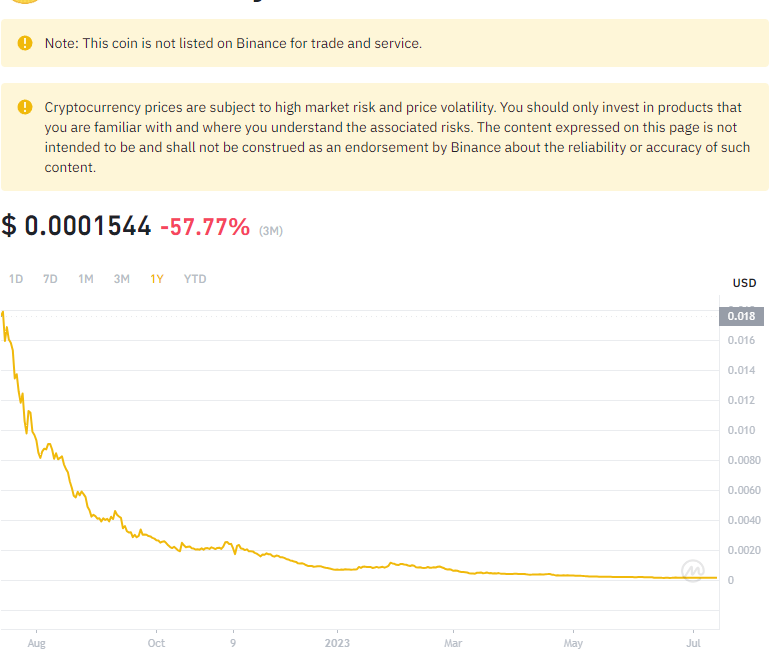 Note: This coin is not listed on Binance for trade and service.
Cryptocurrency prices are subject to high market risk and price volatility. You should only invest in products that
you are familiar with and where you understand the associated risks. The content expressed on this page is not
intended to be and shall not be construed as an endorsement by Binance about the reliability or accuracy of such
content.
$ 0.0001544 -57.77% (3M)
1D 7D 1M 3M 1Y YTD
USD
0.018
0.016
0.014
0.012
0.010
0.0080
0.0060
0.0040
0.0020
0
Aug Oct 9 2023 Mar May Jul